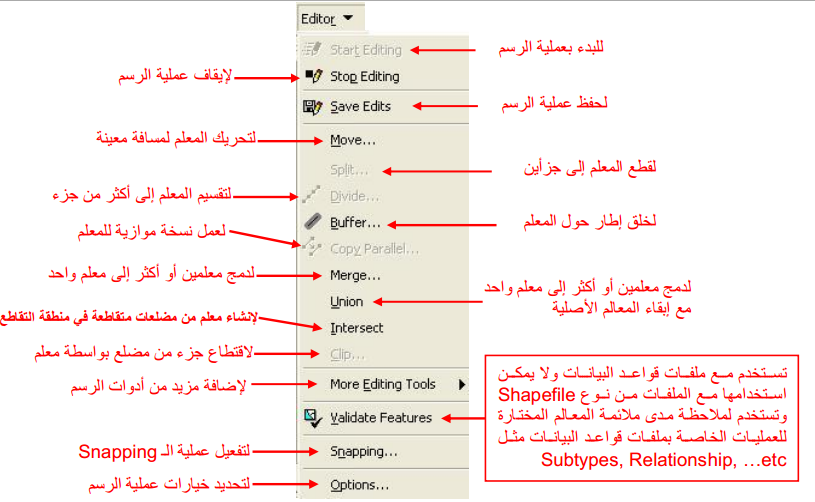 Editor
للبدء بعملية الرسم
Start Editing
لإيقاف عملية الرسم
Stop Editing
لحفظ عملية الرسم
Save Edits
لتحريك المعلم لمسافة معينة
Move...
لقطع المعلم إلى جزأين
Split...
لتقسيم المعلم إلى أكثر من جزء
Divide...
لخلق إطار حول المعلم
Buffer...
لعمل نسخة موازية للمعلم
Copy Parallel...
لدمج معلمين أو أكثر إلى معلم واحد
Merge...
لدمج معلمين أو أكثر إلى معلم واحد
مع إبقاء المعالم الأصلية
Union
لإنشاء معلم من مضلعات متقاطعة في منطقة التقاطع
Intersect
لاقتطاع جزء من مضلع بواسطة معلم
Clip...
لإضافة مزيد من أدوات الرسم
More Editing Tools
تستخدم مع ملفات قواعد البيانات ولا يمكن
استخدامها مع الملفات من نوع Shapefile
وتستخدم لملاحظة مدى ملائمة المعالم المختارة
للعمليات الخاصة بملفات قواعد البيانات مثل
Subtypes, Relationship, …etc
Validate Features
لتفعيل عملية الـ Snapping
Snapping...
لتحديد خيارات عملية الرسم
Options...